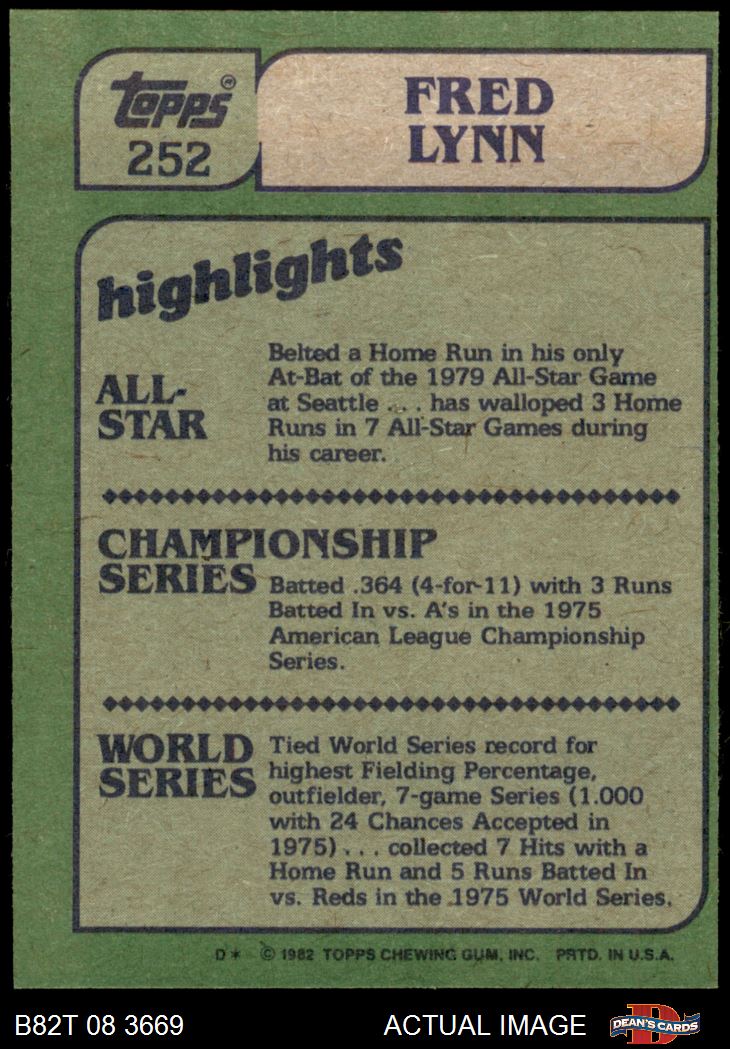 Topps®
252
FRED
LYNN
highlights
ALL-
STAR
Belted a Home Run in his only
At-Bat of the 1979 All-Star Game
at Seattle . . . has walloped 3 Home
Runs in 7 All-Star Games during
his career.
CHAMPIONSHIP
SERIES
Batted .364 (4-for-11) with 3 Runs
Batted In vs. A's in the 1975
American League Championship
Series.
WORLD
SERIES
Tied World Series record for
highest Fielding Percentage,
outfielder, 7-game Series (1.000
with 24 Chances Accepted in
1975) . . . collected 7 Hits with a
Home Run and 5 Runs Batted In
vs. Reds in the 1975 World Series.
D* © 1982 TOPPS CHEWING GUM, INC. PRTD. IN U.S.A.
B82T 08 3669 ACTUAL IMAGE
D
DEAN'S CARDS